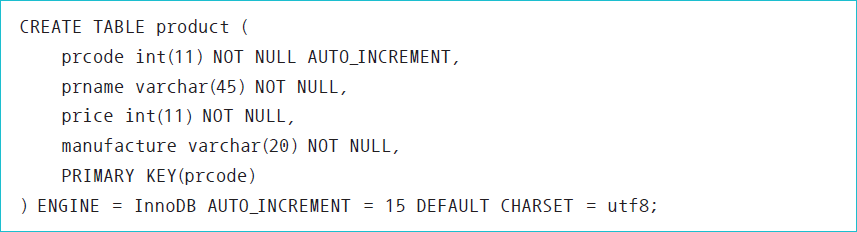 CREATE TABLE product (
prcode int(11) NOT NULL AUTO_INCREMENT,
prname varchar(45) NOT NULL,
price int(11) NOT NULL,
manufacture varchar(20) NOT NULL,
PRIMARY KEY(prcode)
) ENGINE = InnoDB AUTO_INCREMENT = 15 DEFAULT CHARSET = utf8;